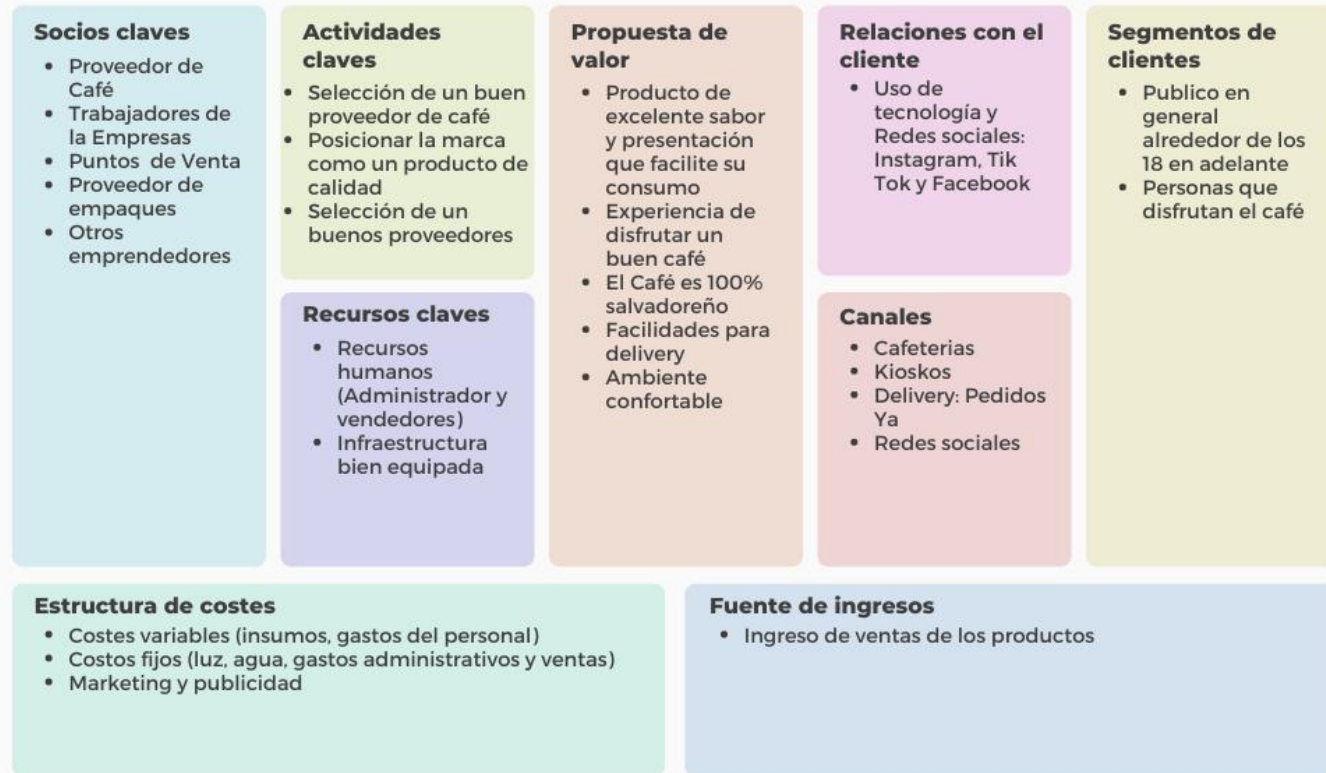 Socios claves
Proveedor de
Café
Trabajadores de
la Empresas
Puntos de Venta
Proveedor de
empaques
Otros
emprendedores
Actividades
claves
Selección de un buen
proveedor de café
Posicionar la marca
como un producto de
calidad
Selección de un
buenos proveedores
Recursos claves
Recursos
humanos
(Administrador y
vendedores)
Infraestructura
bien equipada
Propuesta de
valor
Producto de
excelente sabor
y presentación
que facilite su
consumo
Experiencia de
disfrutar un
buen café
El Café es 100%
salvadoreño
Facilidades para
delivery
Ambiente
confortable
Relaciones con el
cliente
Uso de
tecnología y
Redes sociales:
Instagram, Tik
Tok y Facebook
Canales
Cafeterias
Kioskos
Delivery: Pedidos
Ya
Redes sociales
Segmentos de
clientes
Publico en
general
alrededor de los
18 en adelante
Personas que
disfrutan el café
Estructura de costes
Costes variables (insumos, gastos del personal)
Costos fijos (luz, agua, gastos administrativos y ventas)
Marketing y publicidad
Fuente de ingresos
Ingreso de ventas de los productos